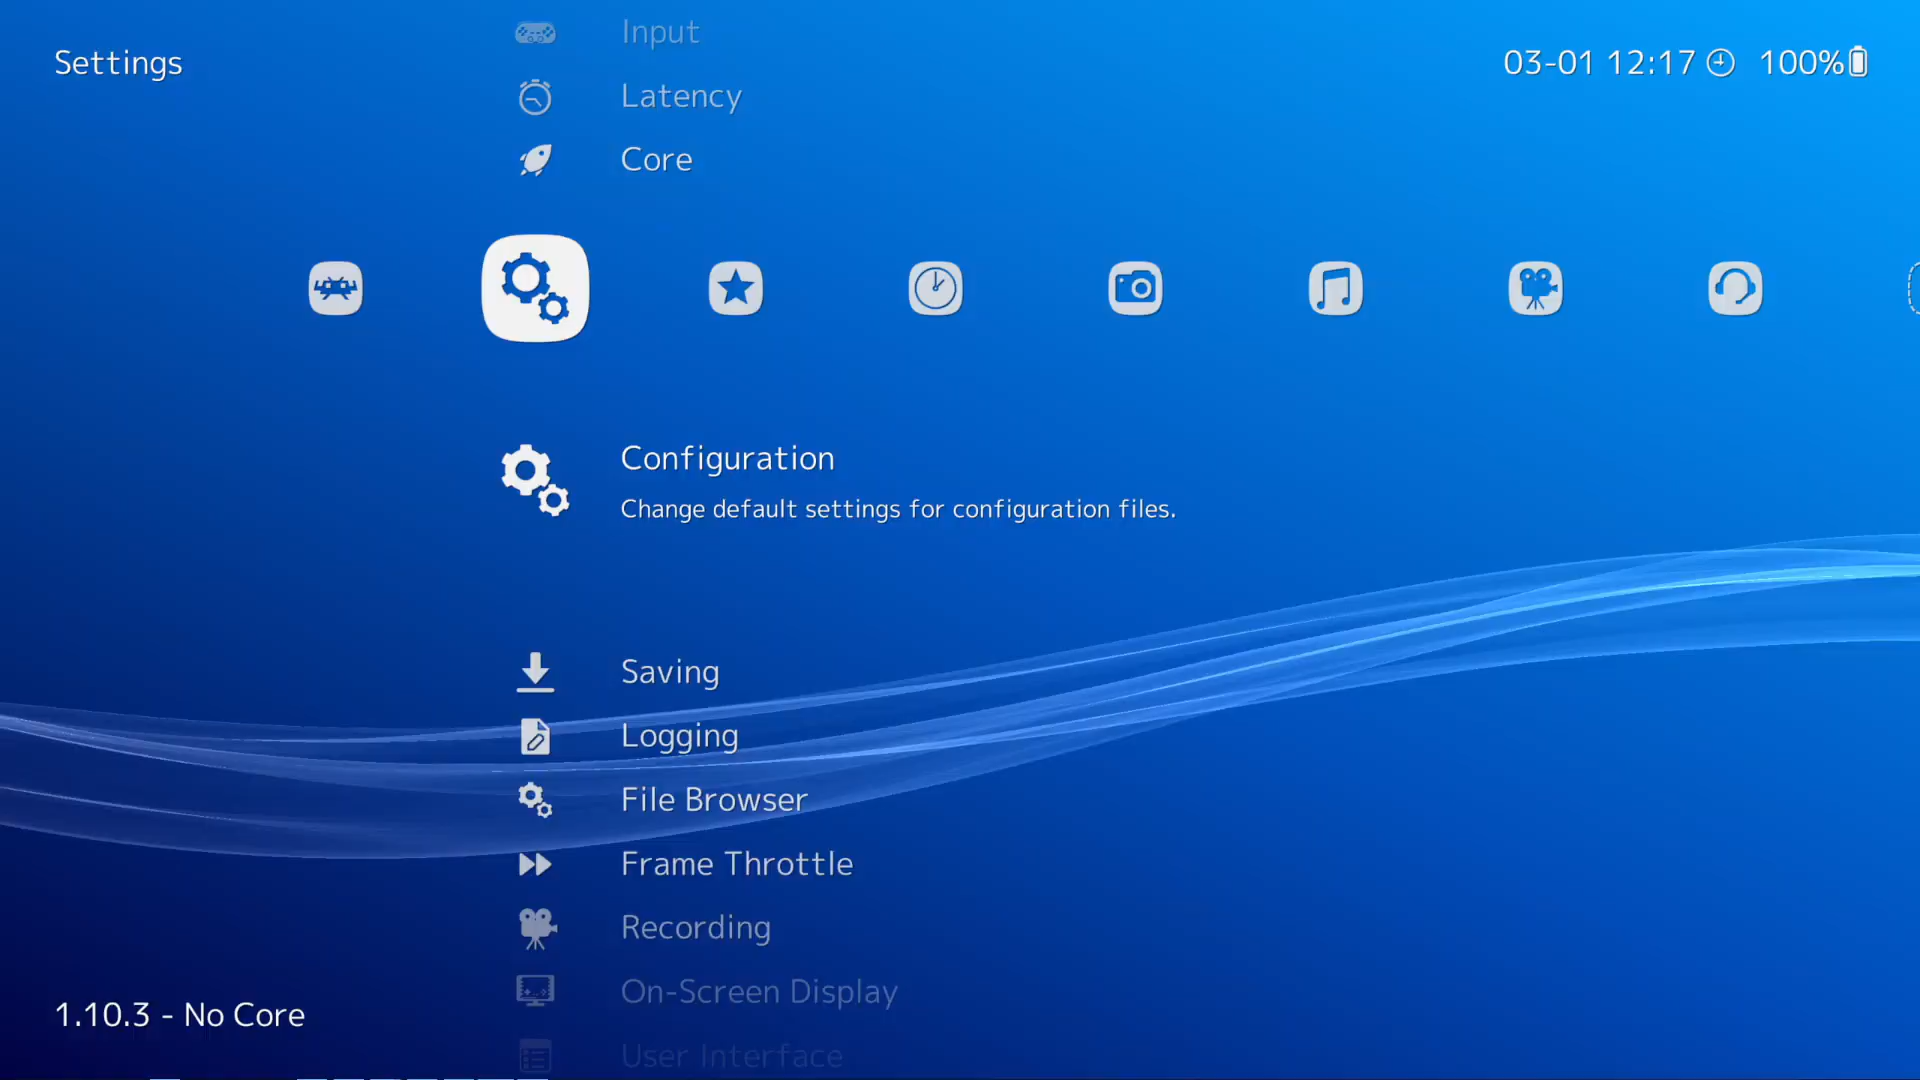 Input
Settings
03-01 12:17 100%
Latency
Core
Configuration
Change default settings for configuration files.
Saving
Logging
File Browser
Frame Throttle
Recording
On-Screen Display
1.10.3 - No Core
User Interface